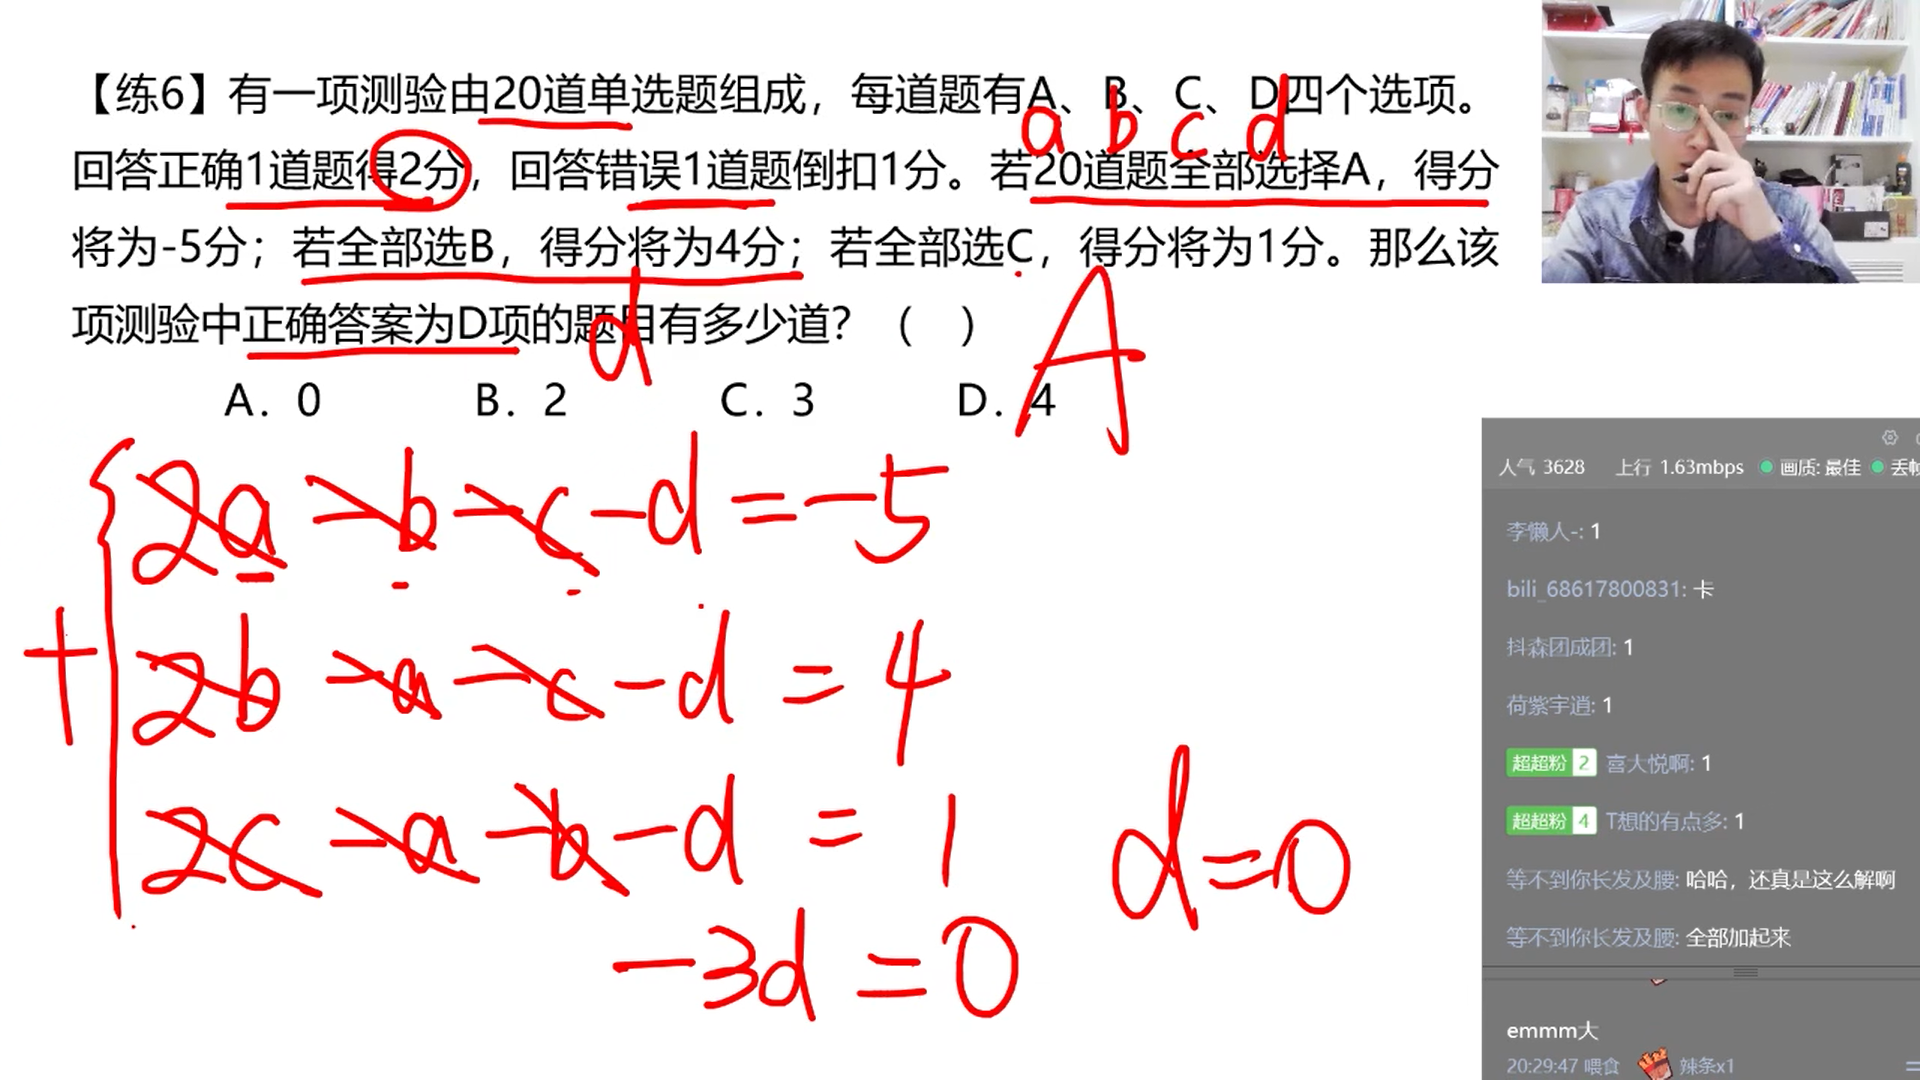 【练6】有一项测验由20道单选题组成，每道题有A、B、C、D四个选项。
a b c d
回答正确1道题得2分，回答错误1道题倒扣1分。若20道题全部选择A，得分
将为-5分；若全部选B，得分将为4分；若全部选C，得分将为1分。那么该
项测验中正确答案为D项的题目有多少道？（ ）
d
A
A. 0 B. 2 C. 3 D. 4
2a-b-c-d=-5
+
2b-a-c-d=4
2c-a-b-d=1
-3d=0
d=0
人气 3628 上行 1.63mbps 画质: 最佳 丢帧
李懒人-: 1
bili_68617800831: 卡
抖森团成团: 1
荷紫宇逍: 1
超超粉 2 喜大悦啊: 1
超超粉 4 T想的有点多: 1
等不到你长发及腰: 哈哈，还真是这么解啊
等不到你长发及腰: 全部加起来
emmm大
20:29:47 喂食 辣条x1